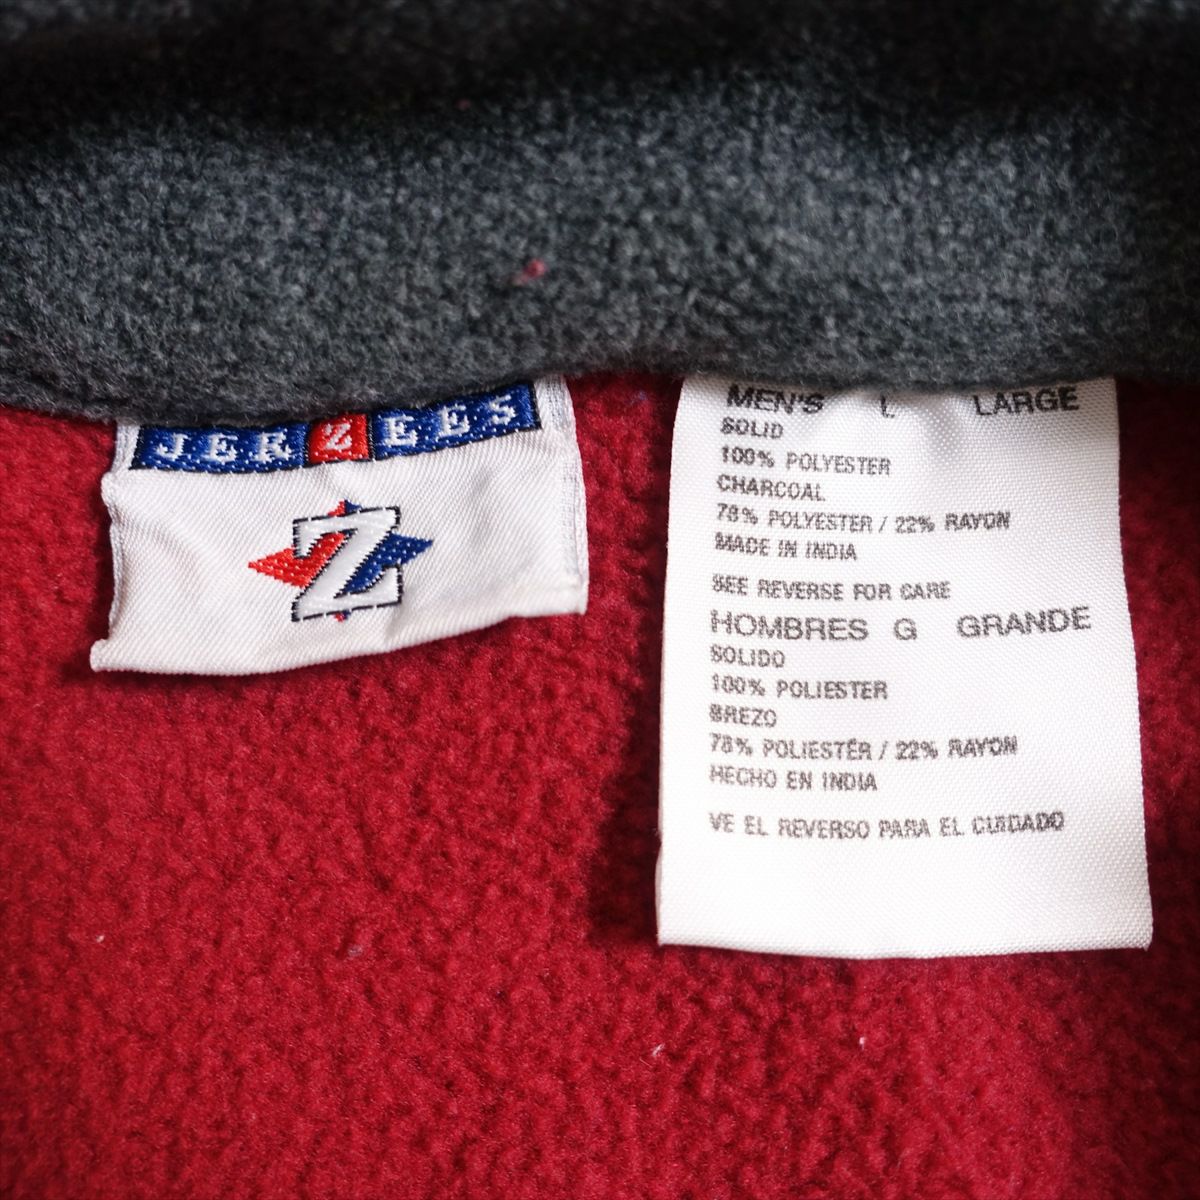 JERZEES
Z
MEN'S L LARGE
SOLID
100% POLYESTER
CHARCOAL
78% POLYESTER / 22% RAYON
MADE IN INDIA
SEE REVERSE FOR CARE
HOMBRES G GRANDE
SOLIDO
100% POLIESTER
BREZO
78% POLIESTÉR / 22% RAYON
HECHO EN INDIA
VE EL REVERSO PARA EL CUIDADO